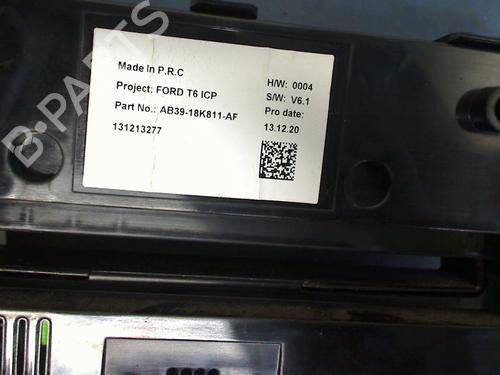 B-PARTS
Made In P.R.C
Project: FORD T6 ICP
Part No.: AB39-18K811-AF
131213277
H/W: 0004
S/W: V6.1
Pro date:
13.12.20